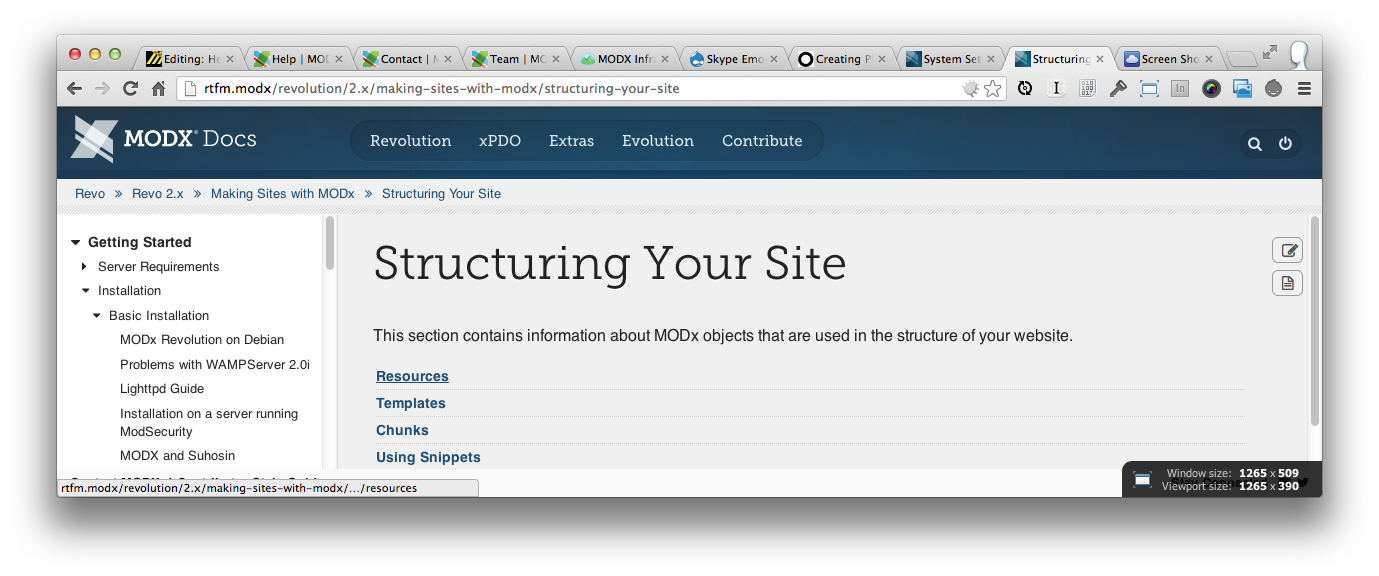 Editing: He
Help | MOD
Contact | M
Team | MO
MODX Infra
Skype Emo
Creating P
System Set
Structuring
Screen Sho
rtfm.modx/revolution/2.x/making-sites-with-modx/structuring-your-site
MODX Docs
Revolution
xPDO
Extras
Evolution
Contribute
Revo » Revo 2.x » Making Sites with MODx » Structuring Your Site
Getting Started
Server Requirements
Installation
Basic Installation
MODx Revolution on Debian
Problems with WAMPServer 2.0i
Lighttpd Guide
Installation on a server running
ModSecurity
MODX and Suhosin
Structuring Your Site
This section contains information about MODx objects that are used in the structure of your website.
Resources
Templates
Chunks
Using Snippets
rtfm.modx/revolution/2.x/making-sites-with-modx/.../resources
Window size: 1265 x 509
Viewport size: 1265 x 390